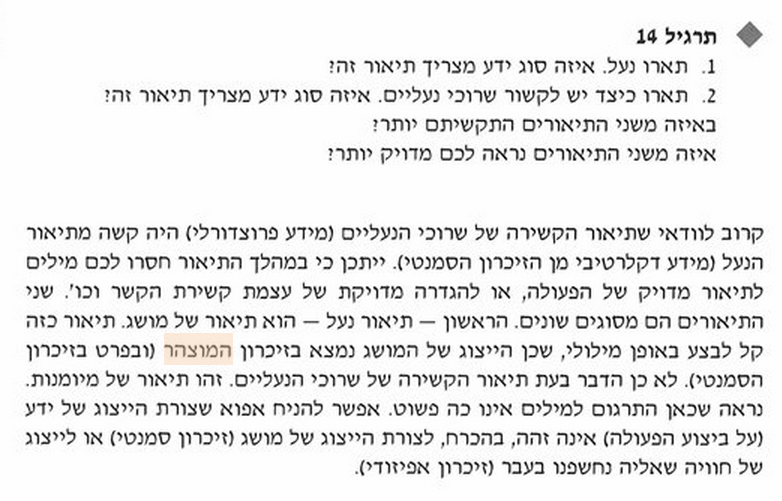 תרגיל 14
1. תארו נעל. איזה סוג ידע מצריך תיאור זה?
2. תארו כיצד יש לקשור שרוכי נעליים. איזה סוג ידע מצריך תיאור זה?
באיזה משני התיאורים התקשיתם יותר?
איזה משני התיאורים נראה לכם מדויק יותר?
קרוב לוודאי שתיאור הקשירה של שרוכי הנעליים (מידע פרוצדורלי) היה קשה מתיאור
הנעל (מידע דקלרטיבי מן הזיכרון הסמנטי). ייתכן כי במהלך התיאור חסרו לכם מילים
לתיאור מדויק של הפעולה, או להגדרה מדויקת של עצמת קשירת הקשר וכו'. שני
התיאורים הם מסוגים שונים. הראשון – תיאור נעל – הוא תיאור של מושג. תיאור כזה
קל לבצע באופן מילולי, שכן הייצוג של המושג נמצא בזיכרון המוצהר (ובפרט בזיכרון
הסמנטי). לא כן הדבר בעת תיאור הקשירה של שרוכי הנעליים. זהו תיאור של מיומנות.
נראה שכאן התרגום למילים אינו כה פשוט. אפשר להניח אפוא שצורת הייצוג של ידע
(על ביצוע הפעולה) אינה זהה, בהכרח, לצורת הייצוג של מושג (זיכרון סמנטי) או לייצוג
של חוויה שאליה נחשפנו בעבר (זיכרון אפיזודי).